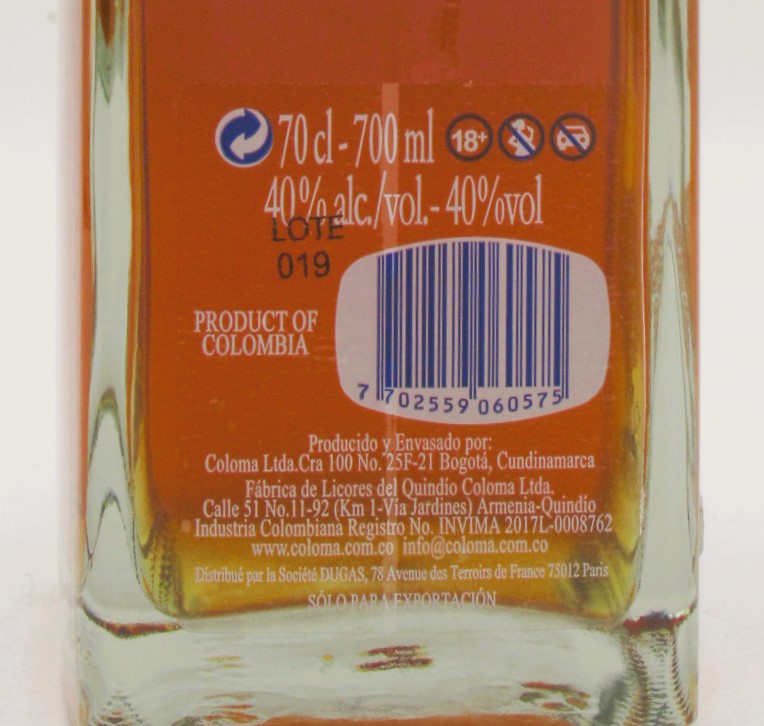 70 cl - 700 ml 18+
40% alc./vol.- 40%vol
LOTE
019
PRODUCT OF
COLOMBIA
7 702559 060575
Producido y Envasado por:
Coloma Ltda.Cra 100 No. 25F-21 Bogotá, Cundinamarca
Fábrica de Licores del Quindío Coloma Ltda.
Calle 51 No.11-92 (Km 1-Vía Jardines) Armenia-Quindío
Industria Colombiana Registro No. INVIMA 2017L-0008762
www.coloma.com.co info@coloma.com.co
Distribué par la Société DUGAS, 78 Avenue des Terroirs de France 75012 Paris
SÓLO PARA EXPORTACIÓN